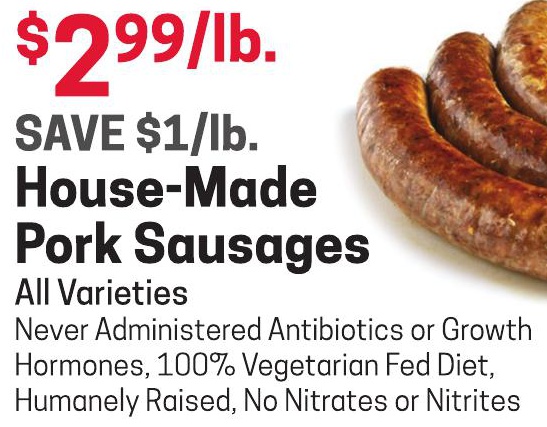 $2.99/lb.
SAVE $1/lb.
House-Made
Pork Sausages
All Varieties
Never Administered Antibiotics or Growth
Hormones, 100% Vegetarian Fed Diet,
Humanely Raised, No Nitrates or Nitrites